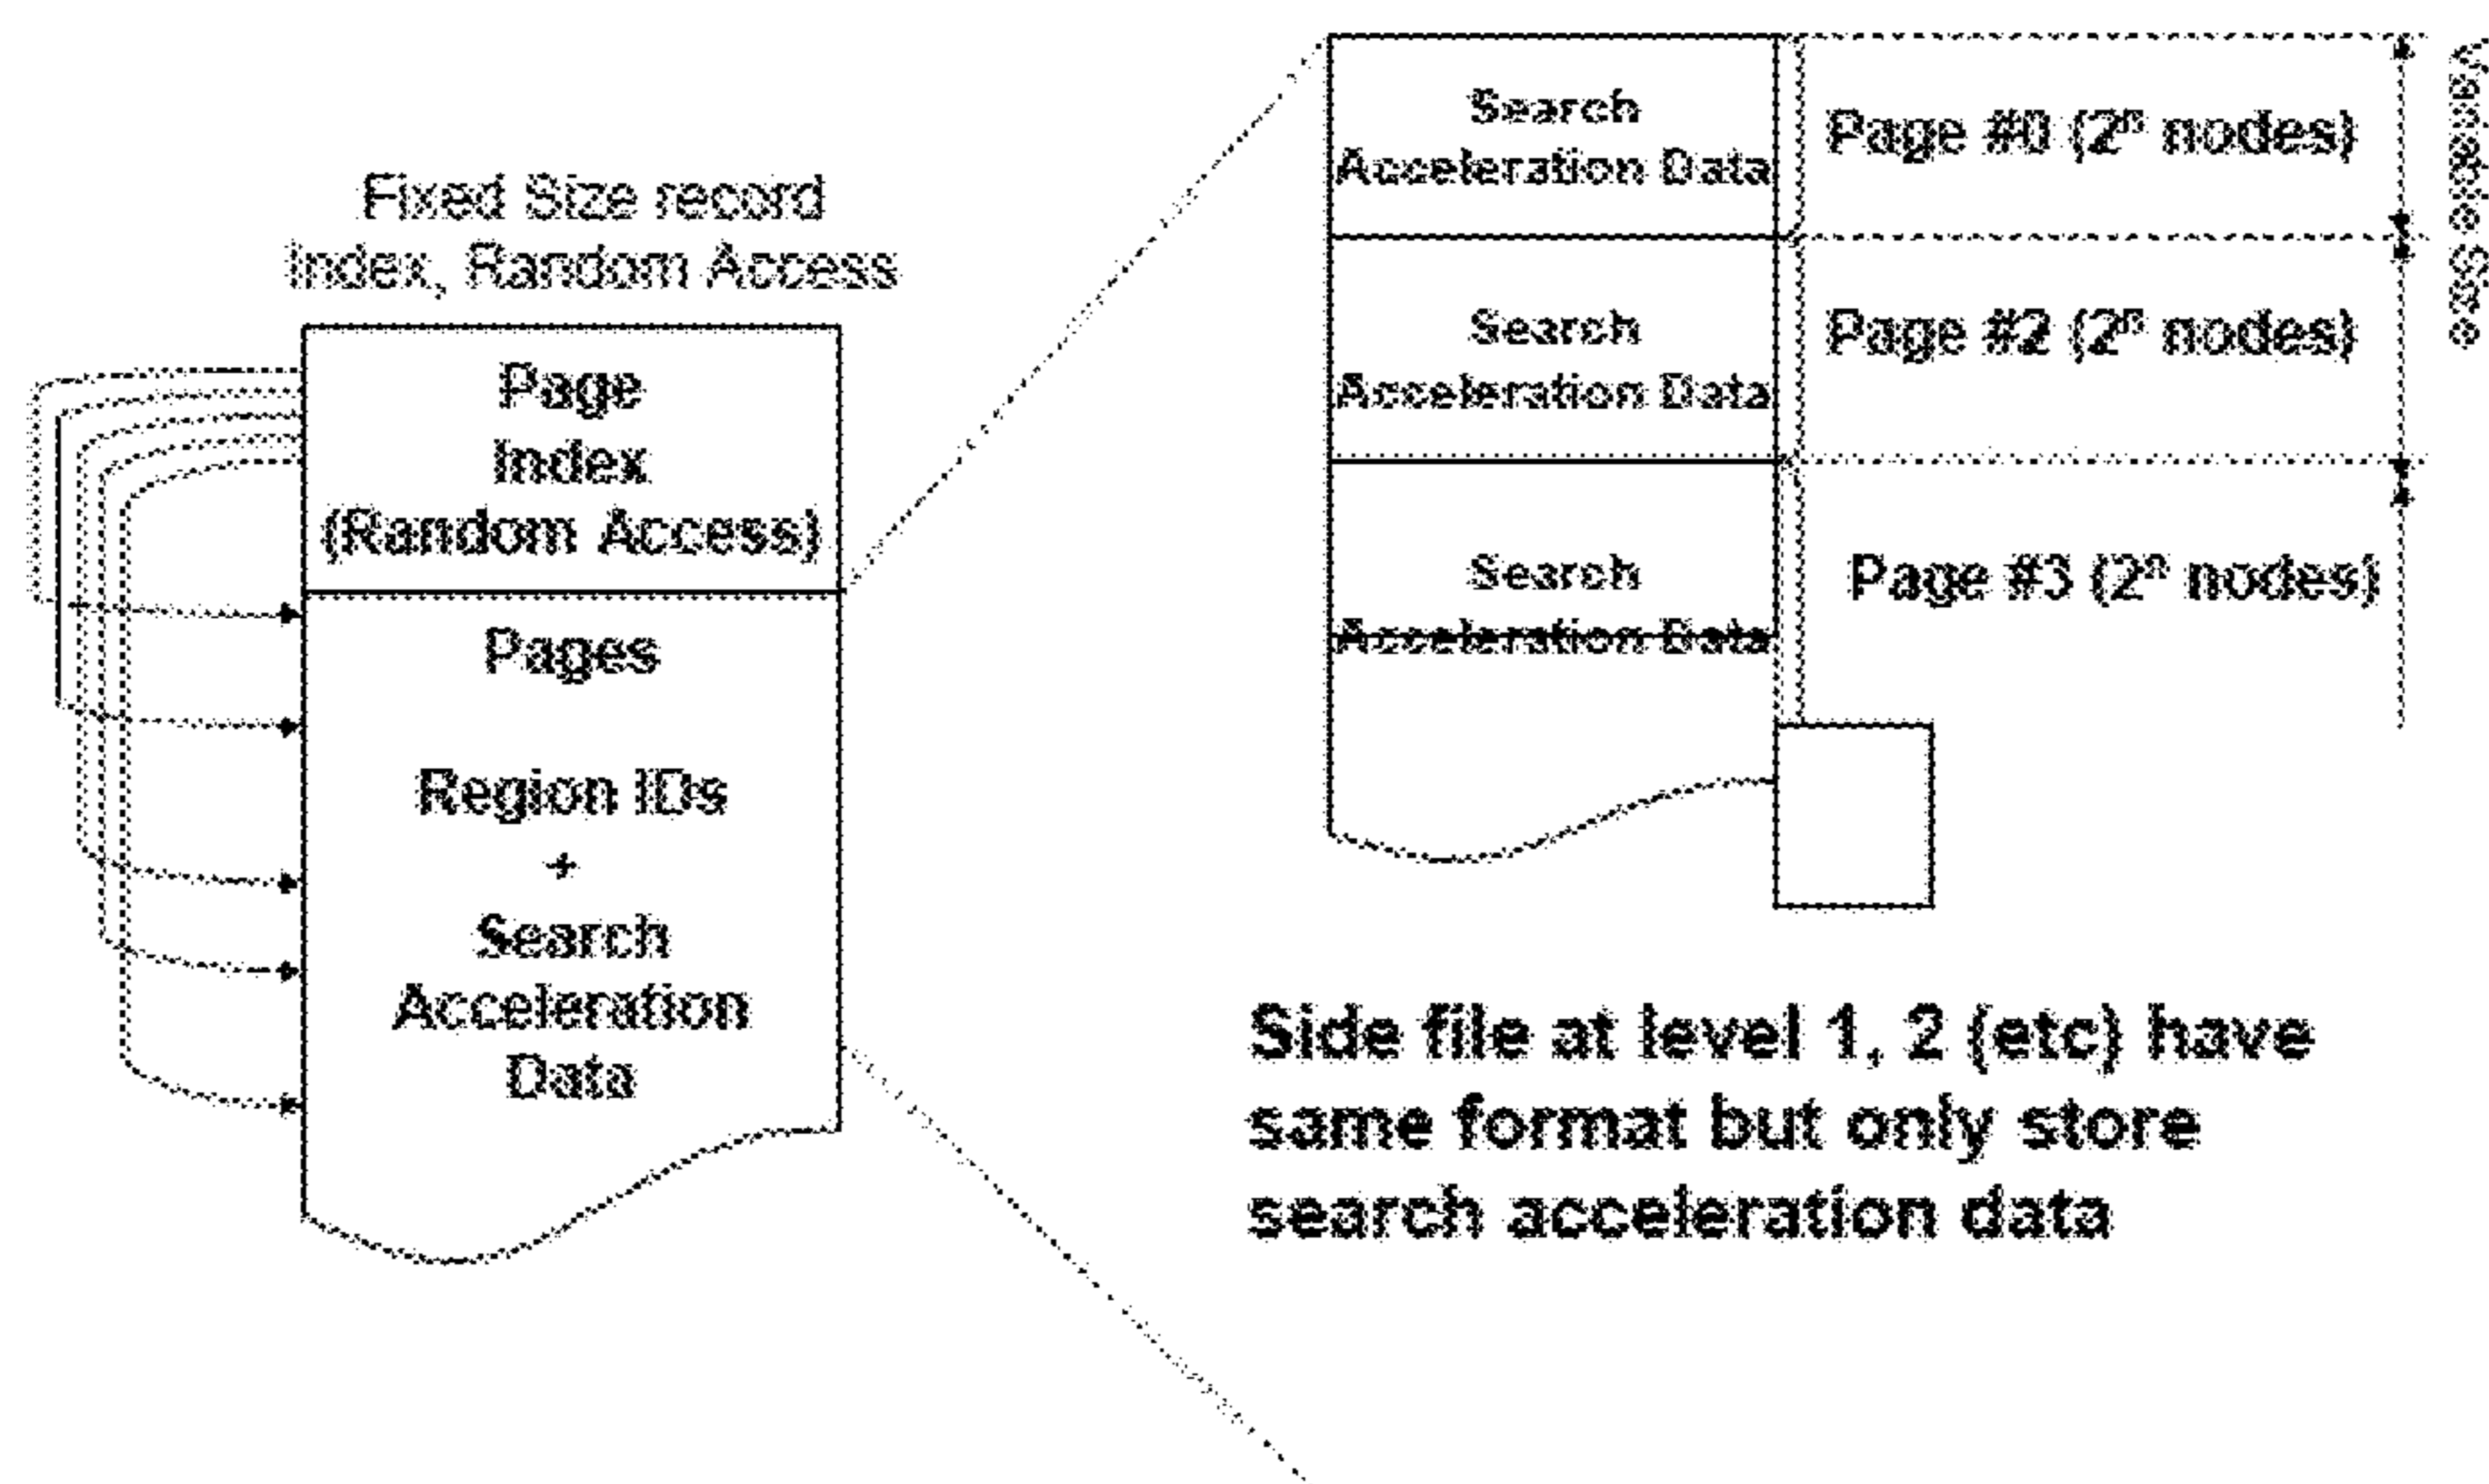 Fixed Size record
Index, Random Access
Page
Index
(Random Access)
Pages
Region IDs
+
Search
Acceleration
Data
Search
Acceleration Data
Page #0 (2ⁿ nodes)
Search
Acceleration Data
Page #2 (2ⁿ nodes)
Search
Acceleration Data
Page #3 (2ⁿ nodes)
Side file at level 1, 2 (etc) have
same format but only store
search acceleration data